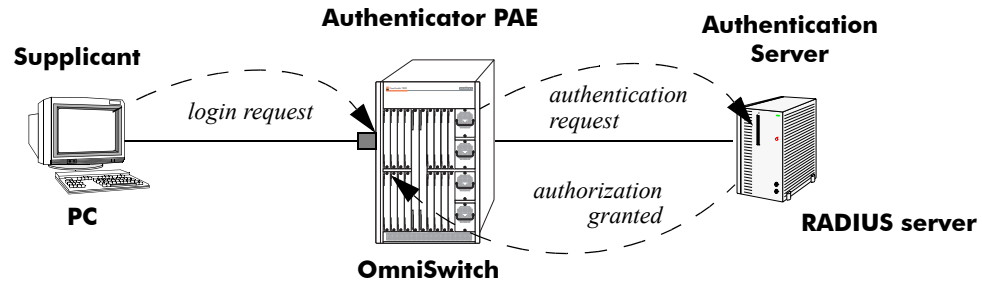 Authenticator PAE
Supplicant
Authentication
Server
login request
authentication
request
authorization
granted
PC
RADIUS server
OmniSwitch